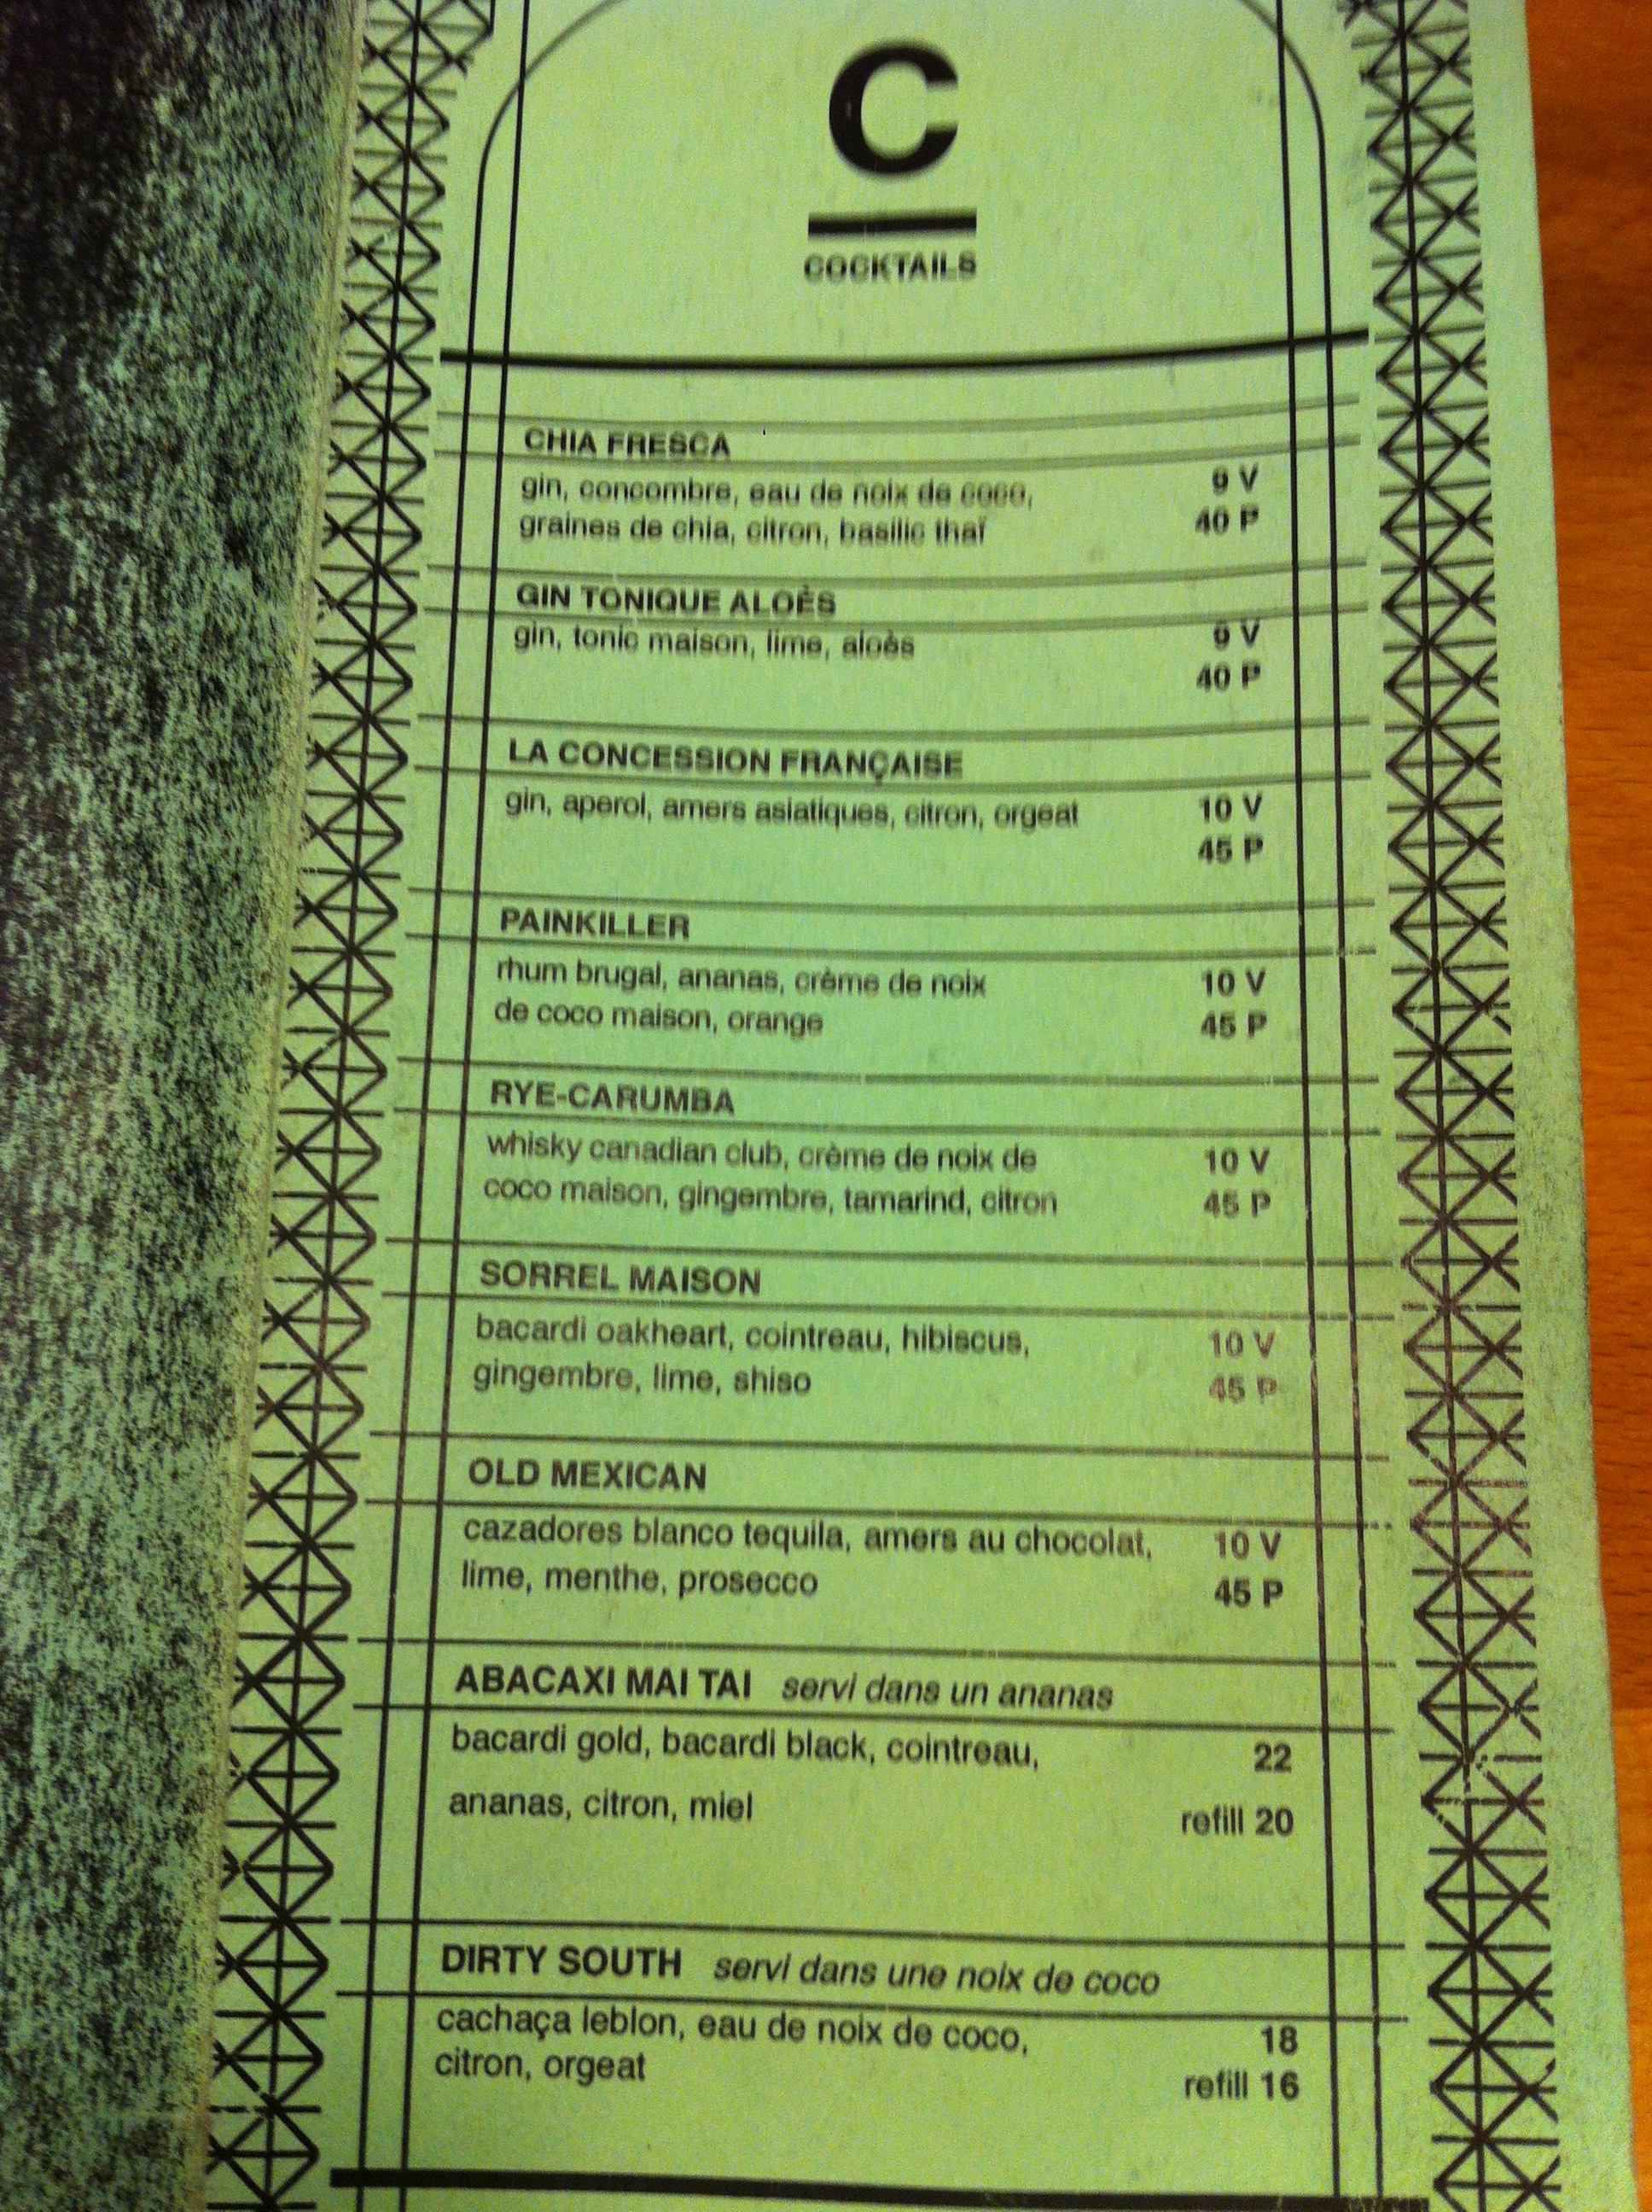 C
COCKTAILS
CHIA FRESCA
gin, concombre, eau de noix de coco,
9 V
graines de chia, citron, basilic thaï
40 P
GIN TONIQUE ALOÈS
gin, tonic maison, lime, aloès
9 V
40 P
LA CONCESSION FRANÇAISE
gin, aperol, amers asiatiques, citron, orgeat
10 V
45 P
PAINKILLER
rhum brugal, ananas, crème de noix
10 V
de coco maison, orange
45 P
RYE-CARUMBA
whisky canadian club, crème de noix de
10 V
coco maison, gingembre, tamarind, citron
45 P
SORREL MAISON
bacardi oakheart, cointreau, hibiscus,
10 V
gingembre, lime, shiso
45 P
OLD MEXICAN
cazadores blanco tequila, amers au chocolat,
10 V
lime, menthe, prosecco
45 P
ABACAXI MAI TAI servi dans un ananas
bacardi gold, bacardi black, cointreau,
22
ananas, citron, miel
refill 20
DIRTY SOUTH servi dans une noix de coco
cachaça leblon, eau de noix de coco,
18
citron, orgeat
refill 16